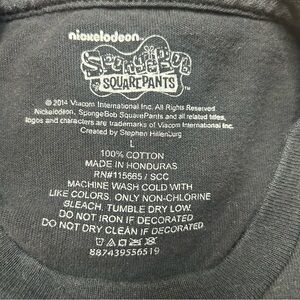 nickelodeon
SpongeBob
SQUAREPANTS
© 2014 Viacom International Inc. All Rights Reserved
Nickelodeon, SpongeBob SquarePants and all related titles,
logos and characters are trademarks of Viacom International Inc.
Created by Stephen Hillenburg
L
100% COTTON
MADE IN HONDURAS
RN#115665 / SCC
MACHINE WASH COLD WITH
LIKE COLORS, ONLY NON-CHLORINE
BLEACH. TUMBLE DRY LOW.
DO NOT IRON IF DECORATED
DO NOT DRY CLEAN IF DECORATED
887439556519